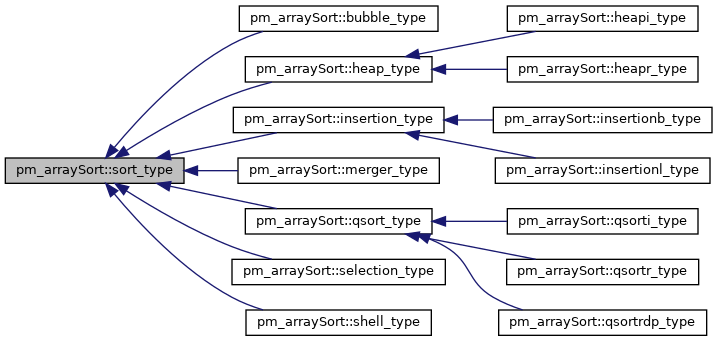 pm_arraySort::bubble_type
pm_arraySort::heapi_type
pm_arraySort::heap_type
pm_arraySort::heapr_type
pm_arraySort::insertion_type
pm_arraySort::insertionb_type
pm_arraySort::sort_type
pm_arraySort::merger_type
pm_arraySort::insertionl_type
pm_arraySort::qsort_type
pm_arraySort::qsorti_type
pm_arraySort::selection_type
pm_arraySort::qsortr_type
pm_arraySort::shell_type
pm_arraySort::qsortrdp_type